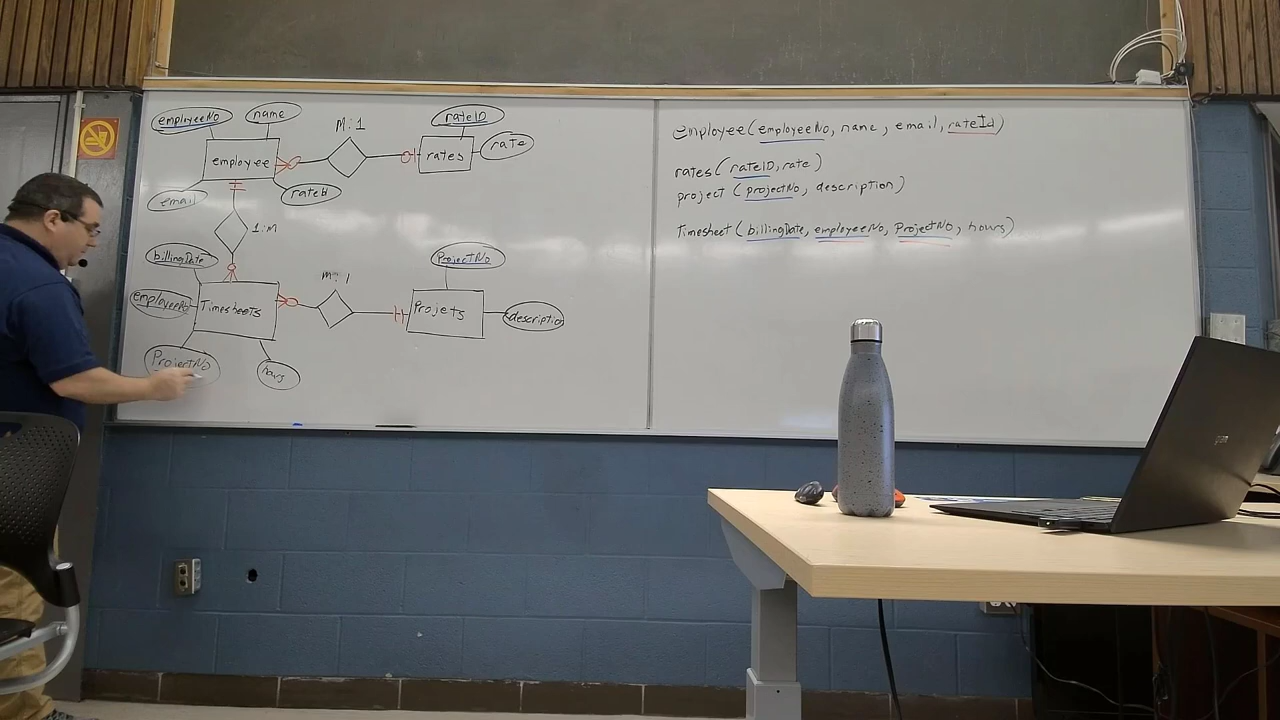 employeeNo
name
M:1
rateID
employee
rates
rate
email
rateId
1:M
billingDate
employeeNo
Timesheets
M:1
ProjectNo
Projets
description
ProjectNo
hours
employee(employeeNo, name, email, rateId)
rates(rateID, rate)
project (projectNo, description)
Timesheet(billingDate, employeeNo, ProjectNo, hours)